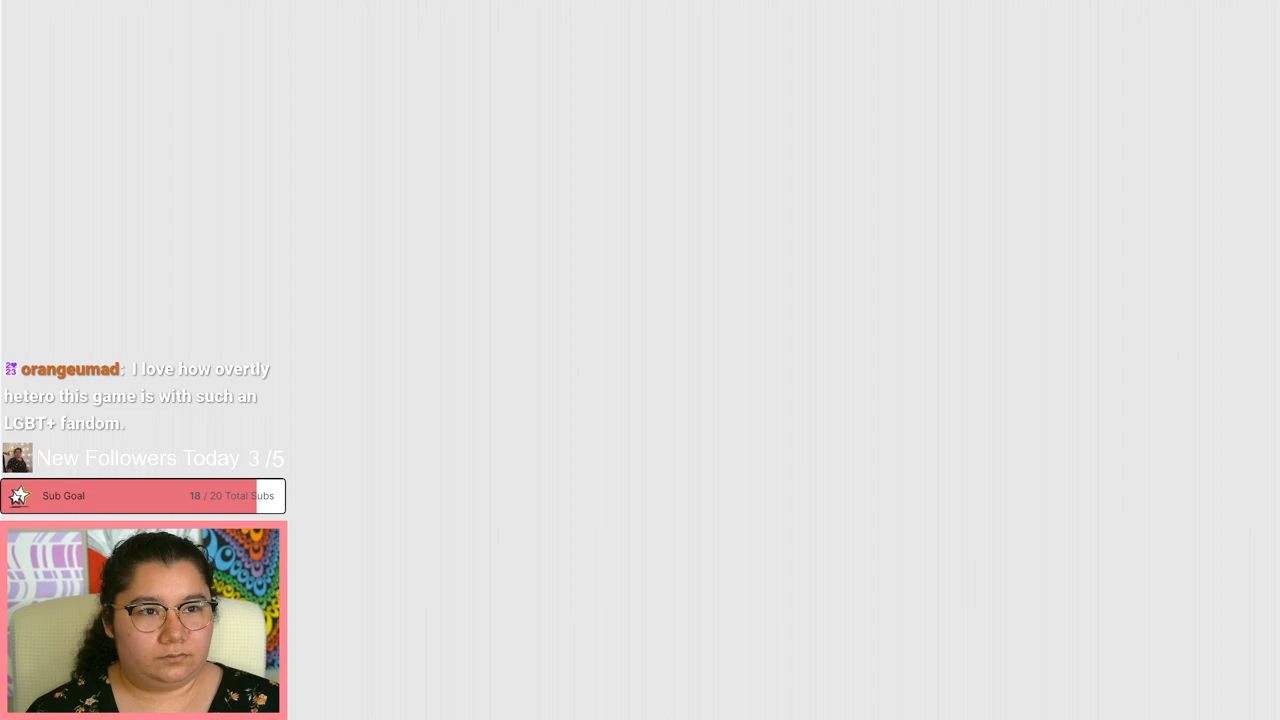 orangeumad: I love how overtly
hetero this game is with such an
LGBT+ fandom.
New Followers Today 3 /5
Sub Goal 18 / 20 Total Subs